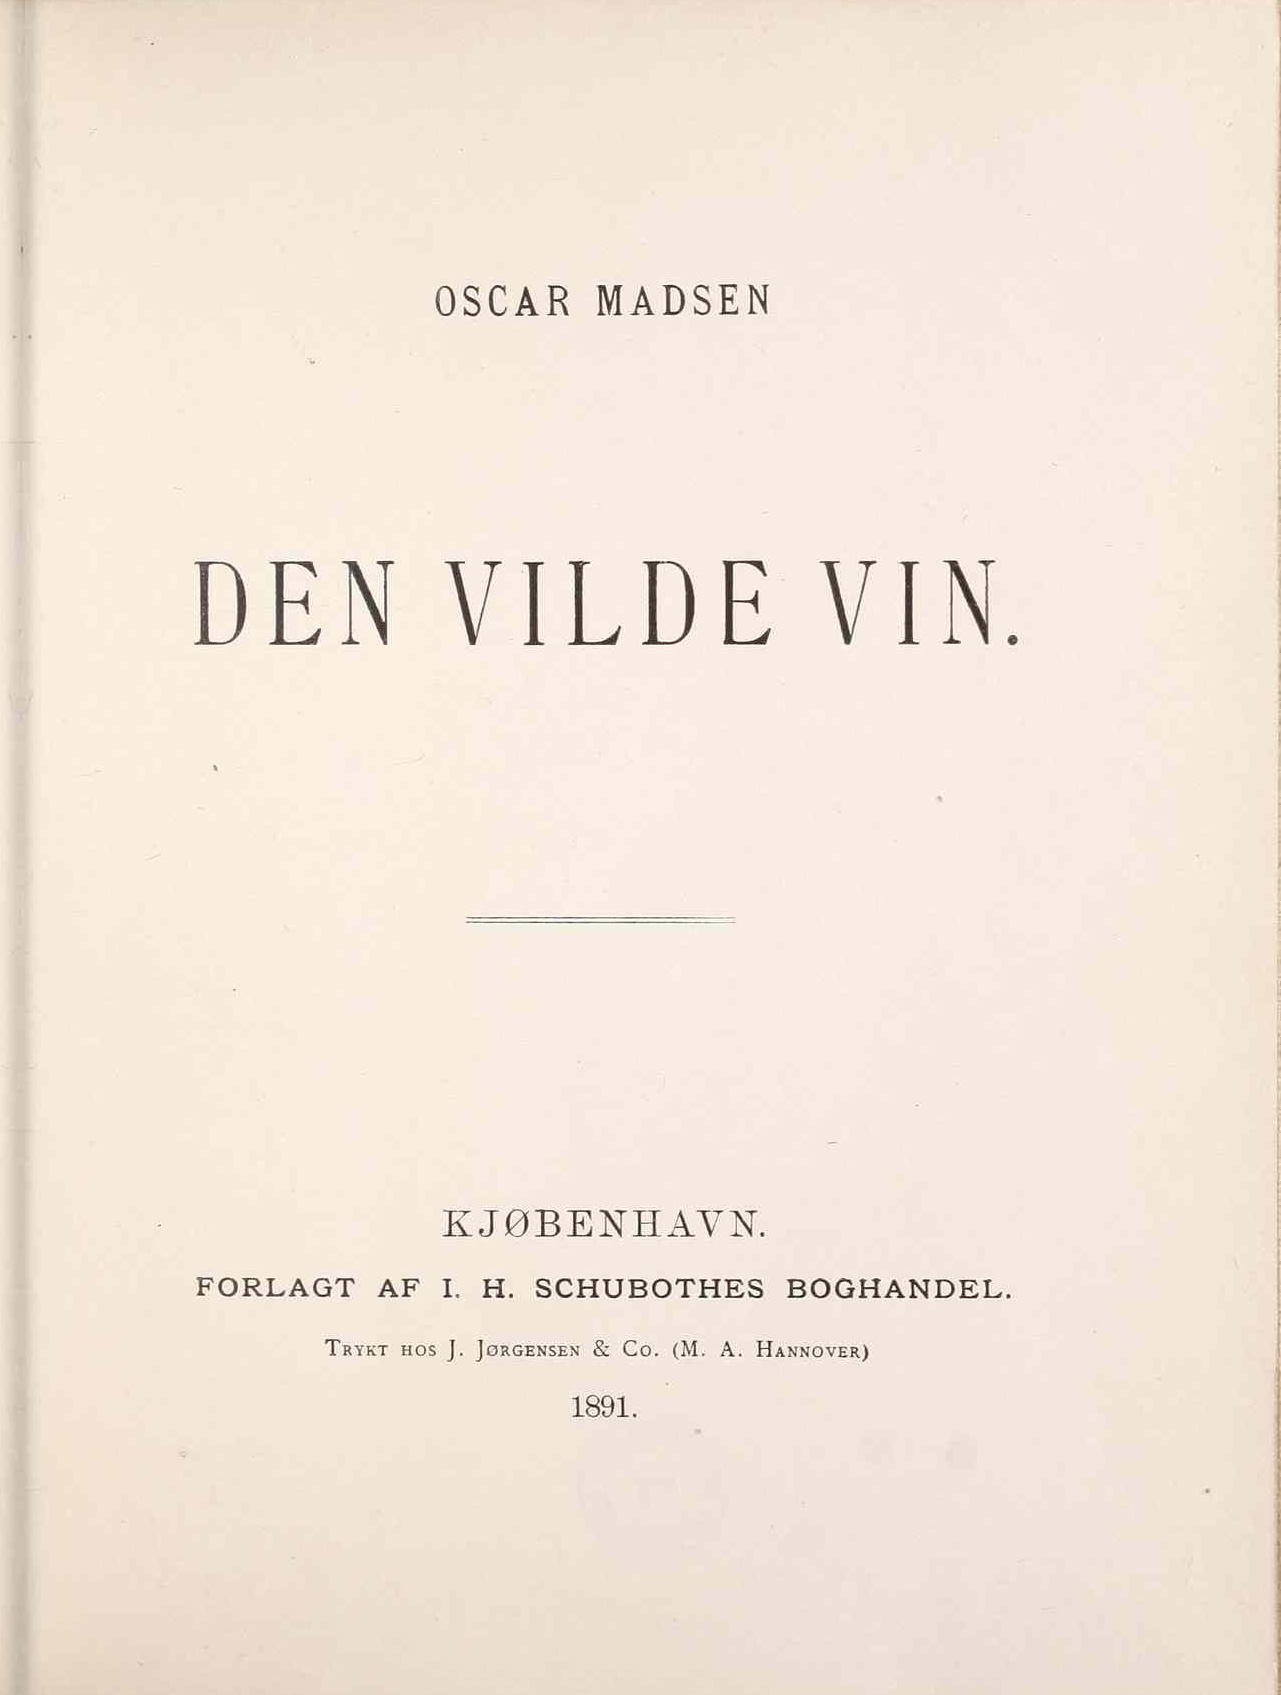 OSCAR MADSEN
DEN VILDE VIN.
KJØBENHAVN.
FORLAGT AF I. H. SCHUBOTHES BOGHANDEL.
TRYKT HOS J. JØRGENSEN & CO. (M. A. HANNOVER)
1891.